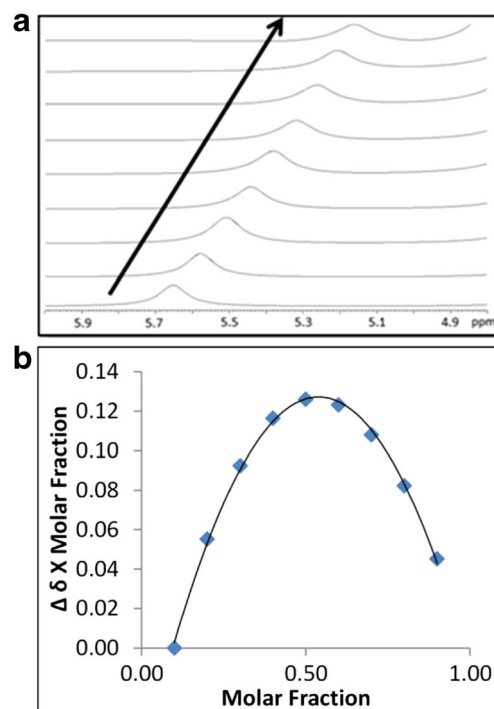 a
5.9 5.7 5.5 5.3 5.1 4.9 ppm
b
0.14
0.12
0.10
0.08
0.06
0.04
0.02
0.00
Δ δ X Molar Fraction
0.00 0.50 1.00
Molar Fraction